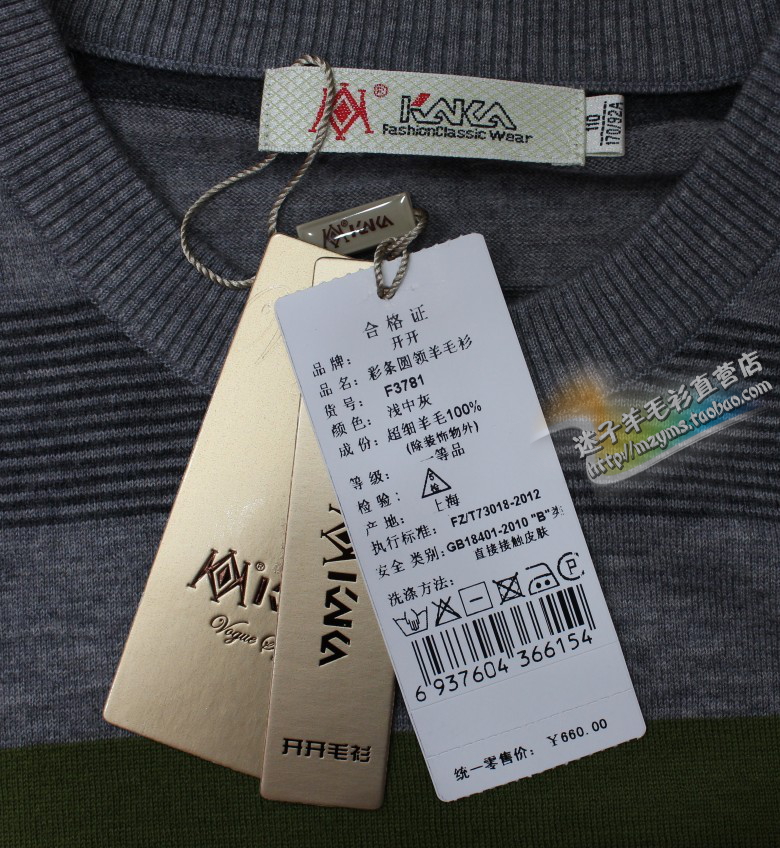 ® KAKA
FashionClassic Wear
110
170/92A
KAKA
合格证
品牌: 开开
品名: 彩条圆领羊毛衫
货号: F3781
颜色: 浅中灰
成份: 超细羊毛100%
(除装饰物外)
等级: 一等品
检验:
产地: 上海
执行标准: FZ/T73018-2012
安全类别: GB18401-2010 "B"类
直接接触皮肤
洗涤方法:
6 937604 366154
统一零售价: ¥660.00
®
Vogue
KAKA
开开毛衫
迷子羊毛衫直营店
http://mzyms.taobao.com